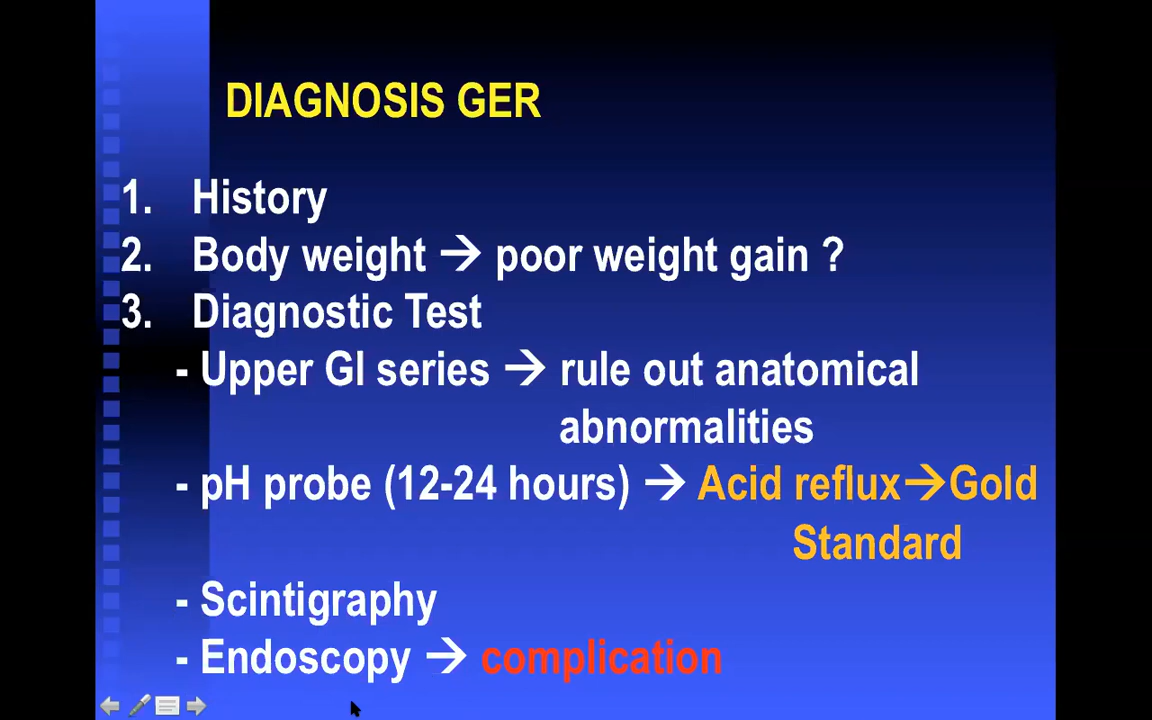 DIAGNOSIS GER
1. History
2. Body weight → poor weight gain ?
3. Diagnostic Test
- Upper GI series → rule out anatomical
abnormalities
- pH probe (12-24 hours) → Acid reflux→Gold
Standard
- Scintigraphy
- Endoscopy → complication